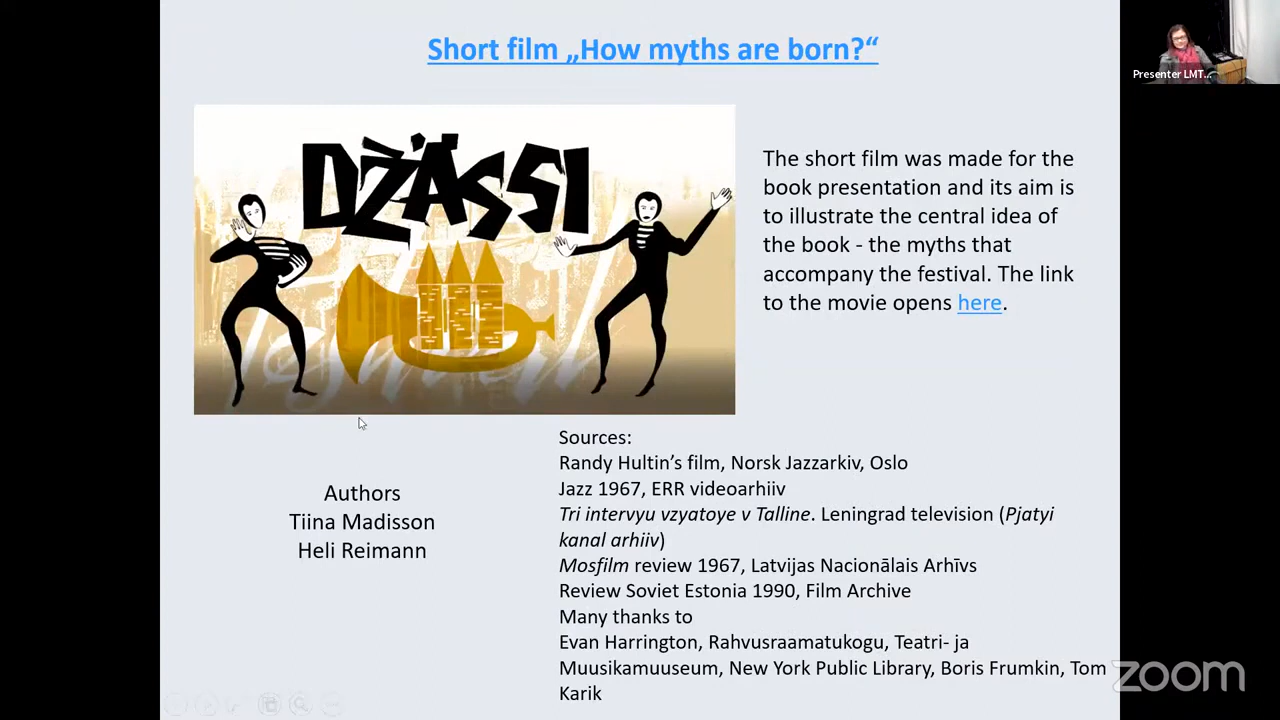 Short film „How myths are born?“
Presenter LMT...
DŽÄSSI
The short film was made for the
book presentation and its aim is
to illustrate the central idea of
the book - the myths that
accompany the festival. The link
to the movie opens here.
Authors
Tiina Madisson
Heli Reimann
Sources:
Randy Hultin’s film, Norsk Jazzarkiv, Oslo
Jazz 1967, ERR videoarhiiv
Tri intervyu vzyatoye v Talline. Leningrad television (Pjatyi
kanal arhiiv)
Mosfilm review 1967, Latvijas Nacionālais Arhīvs
Review Soviet Estonia 1990, Film Archive
Many thanks to
Evan Harrington, Rahvusraamatukogu, Teatri- ja
Muusikamuuseum, New York Public Library, Boris Frumkin, Tom
Karik
zoom